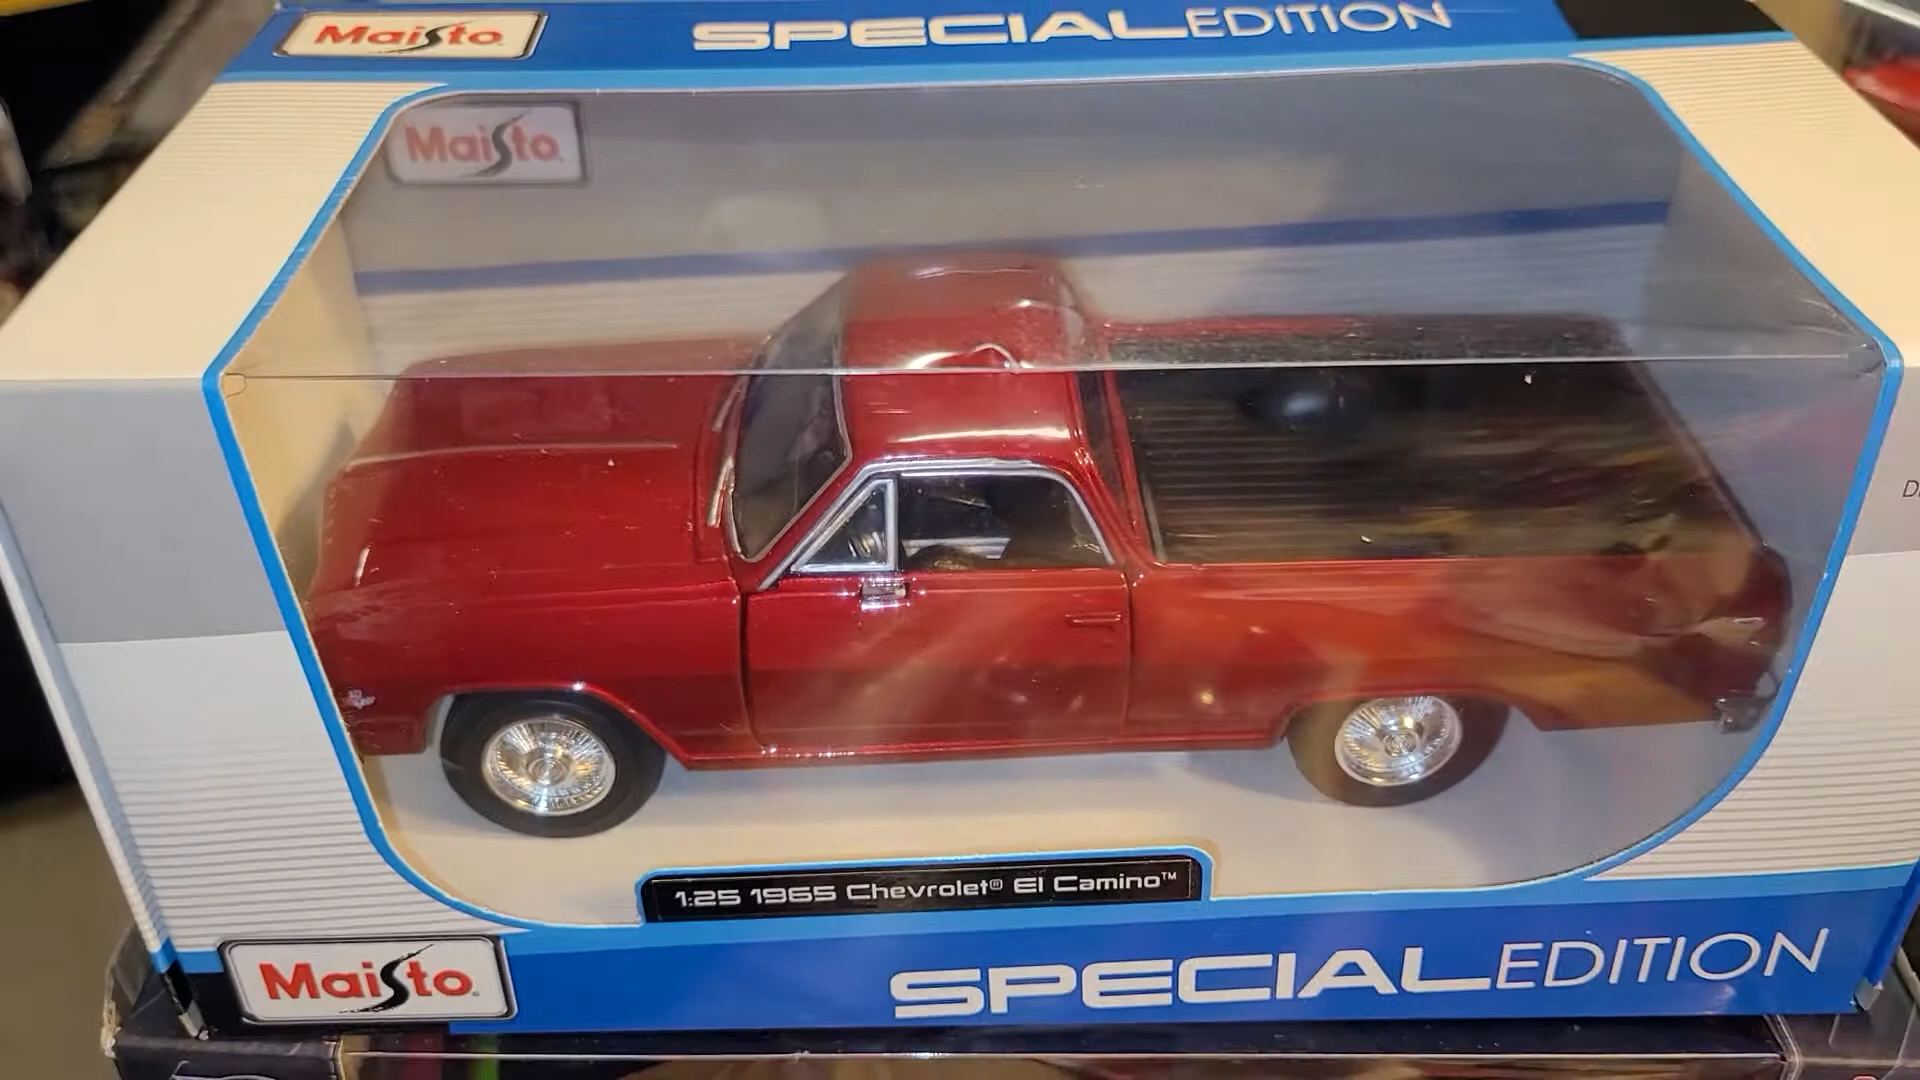 Maisto
SPECIALEDITION
Maisto
1:25 1965 Chevrolet® El Camino™
Maisto
SPECIALEDITION